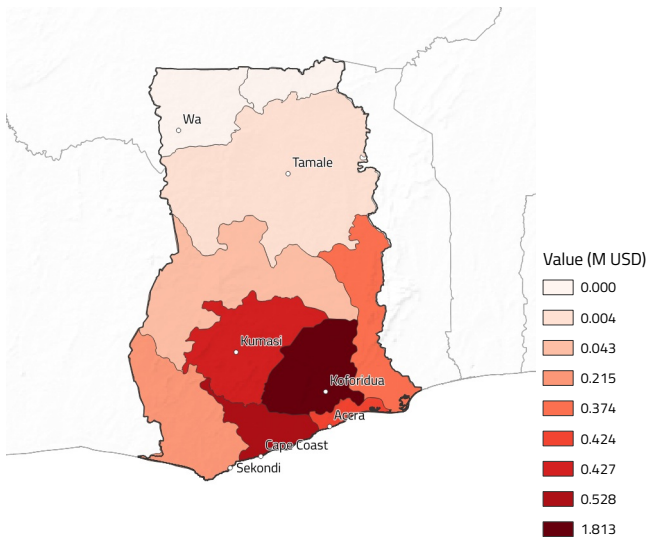 Wa
Tamale
Value (M USD)
0.000
0.004
0.043
0.215
0.374
0.424
0.427
0.528
1.813
Kumasi
Koforidua
Accra
Cape Coast
Sekondi